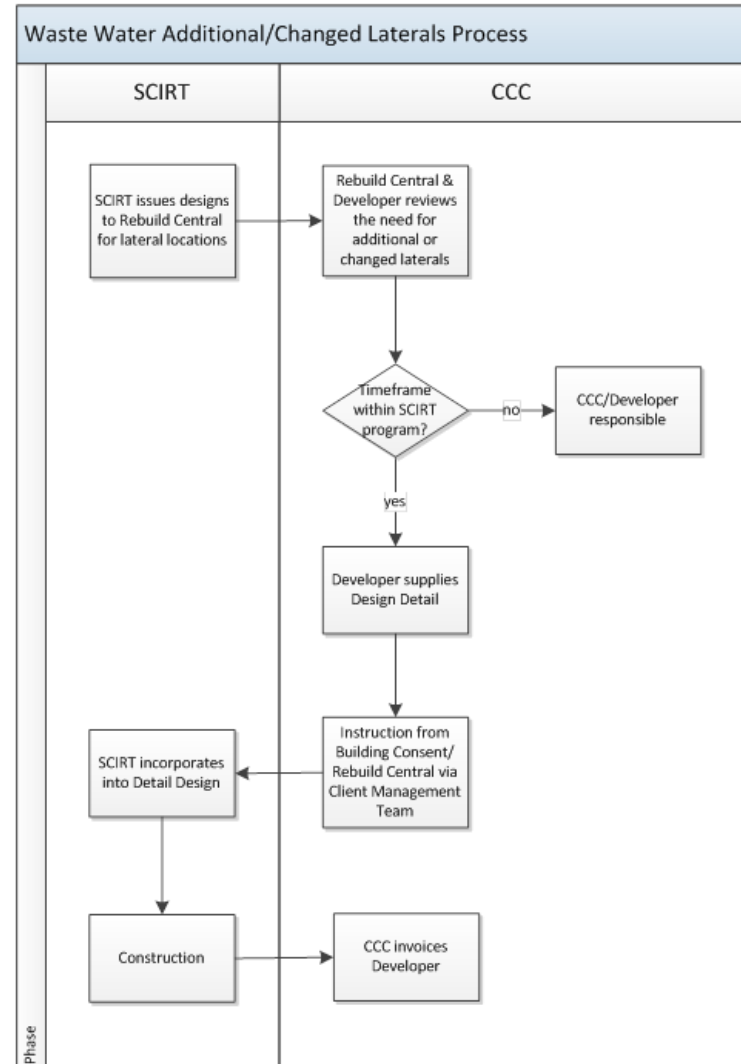 Waste Water Additional/Changed Laterals Process
SCIRT
CCC
SCIRT issues designs
to Rebuild Central
for lateral locations
Rebuild Central &
Developer reviews
the need for
additional or
changed laterals
Timeframe
within SCIRT
program?
no
CCC/Developer
responsible
yes
Developer supplies
Design Detail
Instruction from
Building Consent/
Rebuild Central via
Client Management
Team
SCIRT incorporates
into Detail Design
Construction
CCC invoices
Developer
Phase